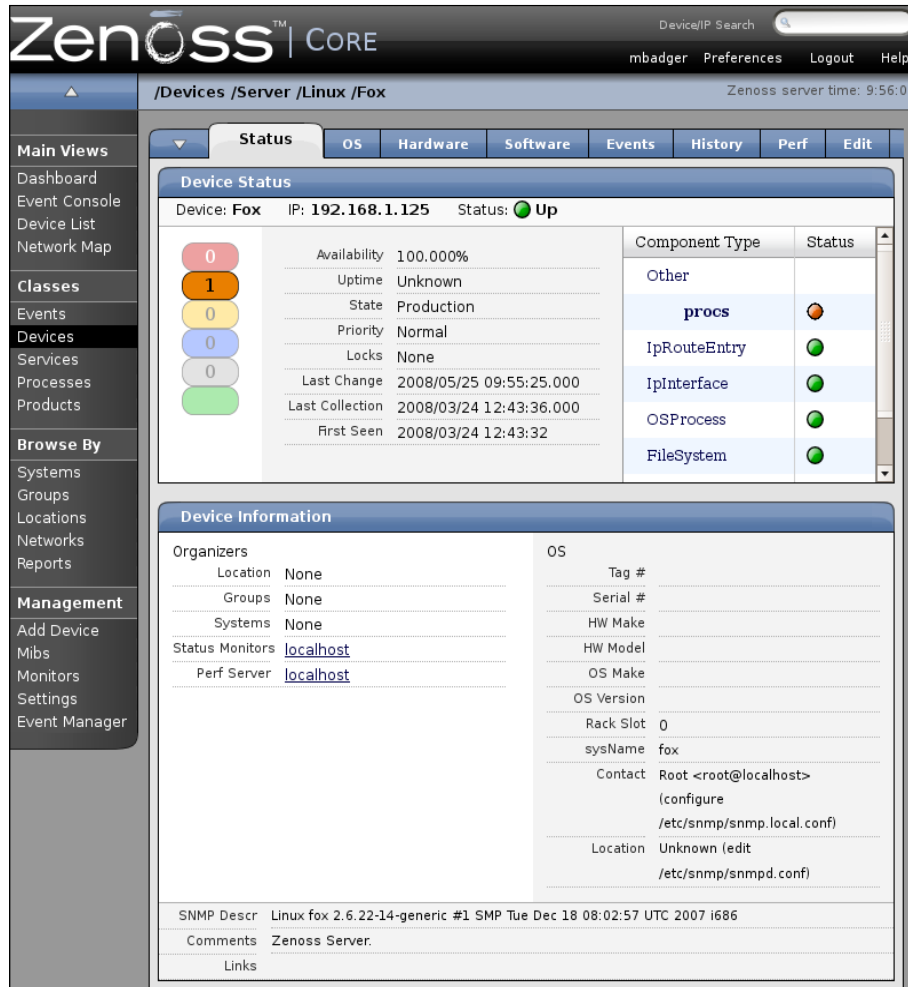 Zenoss™ | CORE
Device/IP Search
mbadger Preferences Logout Help
/Devices /Server /Linux /Fox
Zenoss server time: 9:56:0
Main Views
Dashboard
Event Console
Device List
Network Map
Classes
Events
Devices
Services
Processes
Products
Browse By
Systems
Groups
Locations
Networks
Reports
Management
Add Device
Mibs
Monitors
Settings
Event Manager
Status OS Hardware Software Events History Perf Edit
Device Status
Device: Fox IP: 192.168.1.125 Status: Up
0
1
0
0
0
Availability 100.000%
Uptime Unknown
State Production
Priority Normal
Locks None
Last Change 2008/05/25 09:55:25.000
Last Collection 2008/03/24 12:43:36.000
First Seen 2008/03/24 12:43:32
Component Type Status
Other
procs
IpRouteEntry
IpInterface
OSProcess
FileSystem
Device Information
Organizers
Location None
Groups None
Systems None
Status Monitors localhost
Perf Server localhost
OS
Tag #
Serial #
HW Make
HW Model
OS Make
OS Version
Rack Slot 0
sysName fox
Contact Root <root@localhost>
(configure
/etc/snmp/snmp.local.conf)
Location Unknown (edit
/etc/snmp/snmpd.conf)
SNMP Descr Linux fox 2.6.22-14-generic #1 SMP Tue Dec 18 08:02:57 UTC 2007 i686
Comments Zenoss Server.
Links